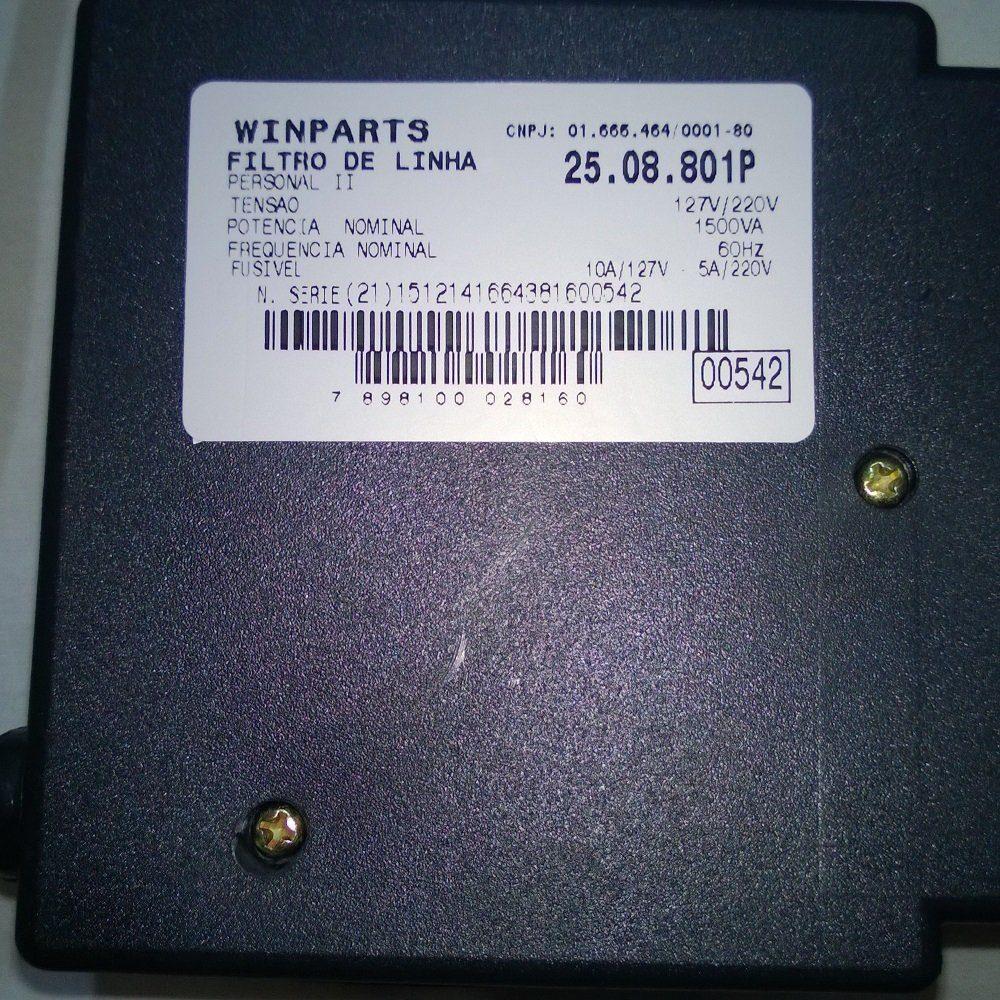 WINPARTS CNPJ: 01.666.464/0001-80
FILTRO DE LINHA 25.08.801P
PERSONAL II
TENSAO 127V/220V
POTENCIA NOMINAL 1500VA
FREQUENCIA NOMINAL 60Hz
FUSIVEL 10A/127V - 5A/220V
N. SERIE (21)1512141664381600542
00542
7 898100 028160